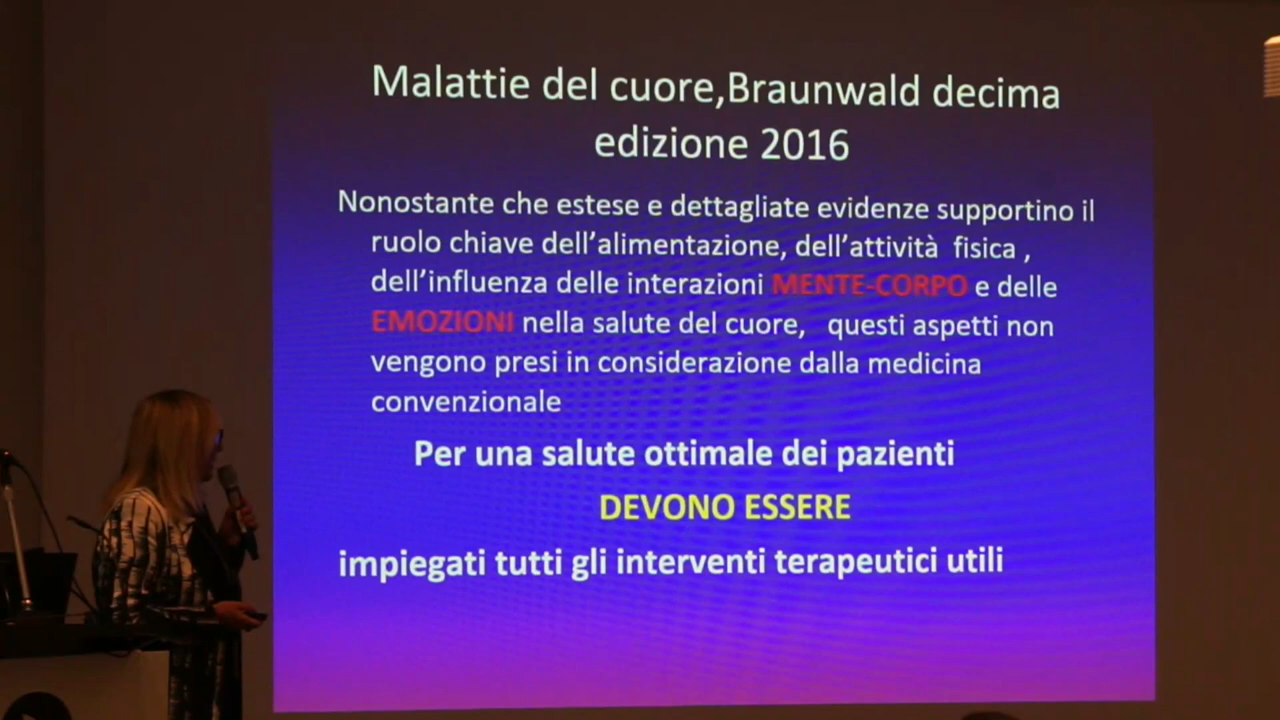 Malattie del cuore,Braunwald decima
edizione 2016
Nonostante che estese e dettagliate evidenze supportino il
ruolo chiave dell’alimentazione, dell’attività fisica ,
dell’influenza delle interazioni MENTE-CORPO e delle
EMOZIONI nella salute del cuore, questi aspetti non
vengono presi in considerazione dalla medicina
convenzionale
Per una salute ottimale dei pazienti
DEVONO ESSERE
impiegati tutti gli interventi terapeutici utili